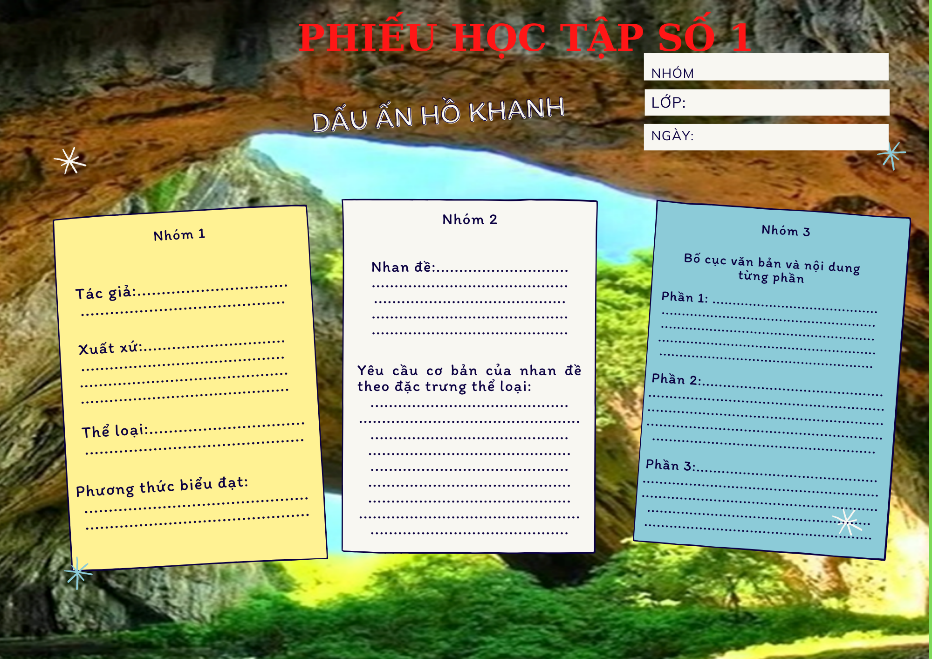 PHIẾU HỌC TẬP SỐ 1
NHÓM
LỚP:
NGÀY:
DẤU ẤN HỒ KHANH
Nhóm 1
Tác giả:................................
............................................
Xuất xứ:..............................
............................................
............................................
............................................
Thể loại:.................................
..............................................
Phương thức biểu đạt:
..............................................
..............................................
Nhóm 2
Nhan đề:............................
..........................................
..........................................
..........................................
..........................................
Yêu cầu cơ bản của nhan đề
theo đặc trưng thể loại:
..........................................
...............................................
..........................................
..........................................
..........................................
..........................................
..........................................
...............................................
..........................................
Nhóm 3
Bố cục văn bản và nội dung
từng phần
Phần 1: ...................................
..............................................
..............................................
..............................................
..............................................
Phần 2:.......................................
...................................................
...................................................
...................................................
...............................................
Phần 3:.......................................
...................................................
...................................................
................................................
.................................................